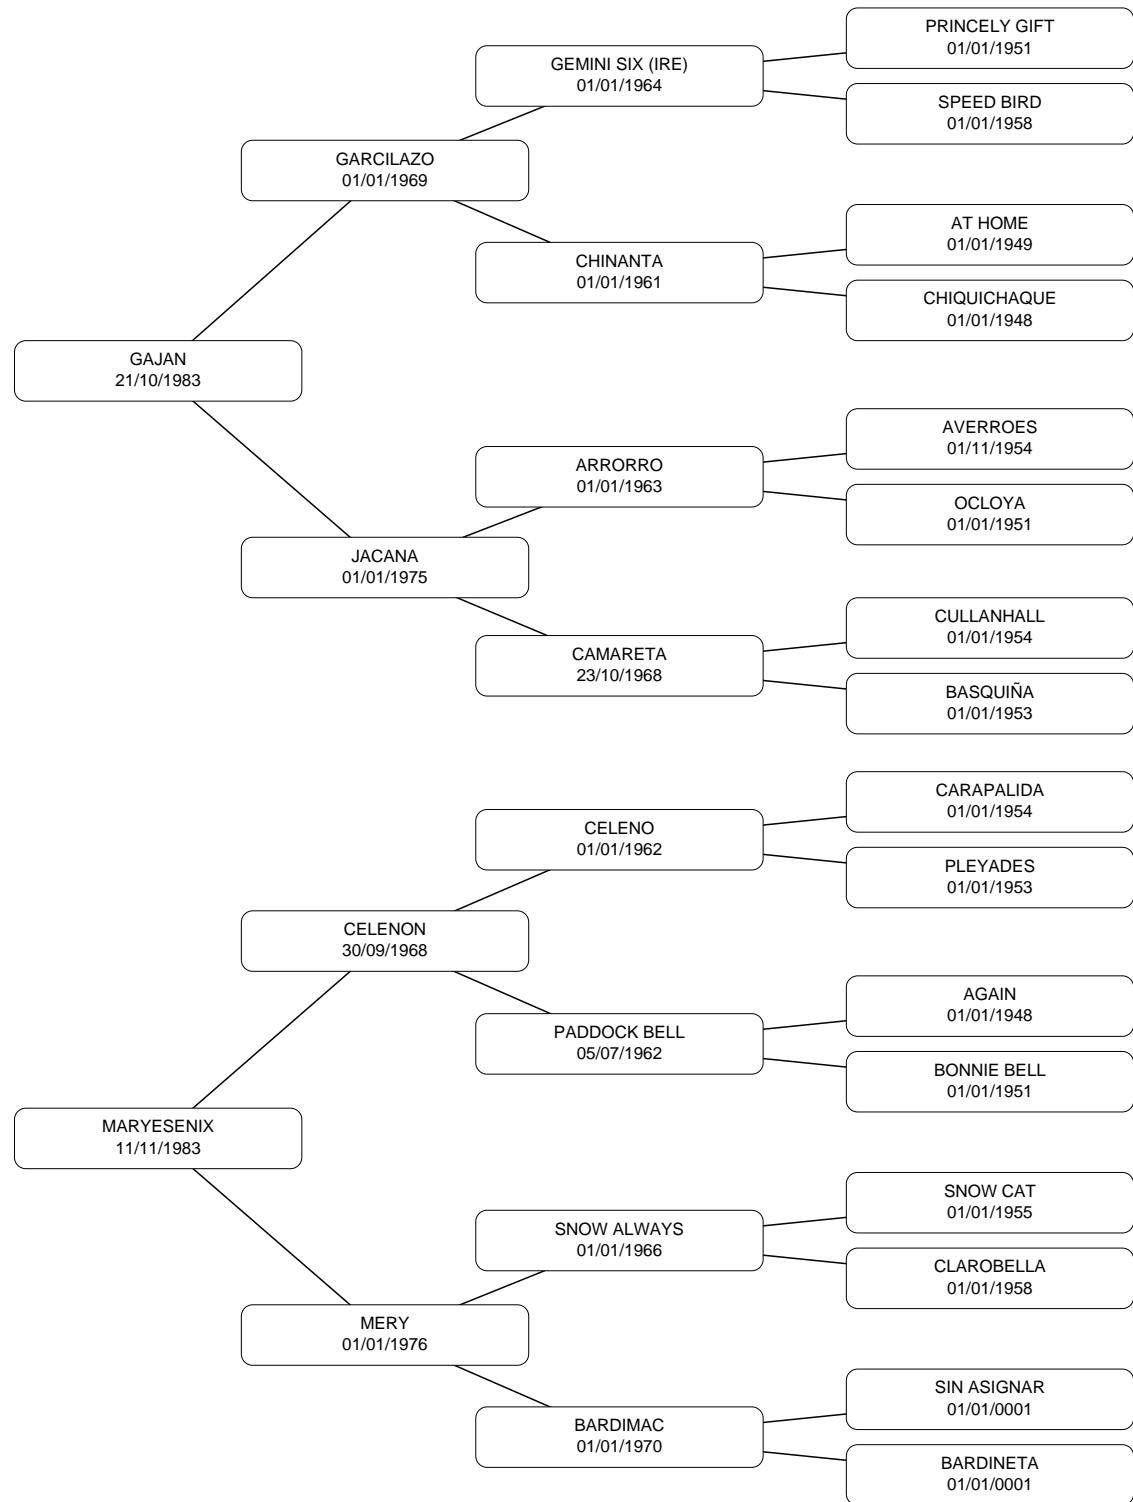 PRINCELY GIFT
01/01/1951
GEMINI SIX (IRE)
01/01/1964
SPEED BIRD
01/01/1958
GARCILAZO
01/01/1969
AT HOME
01/01/1949
CHINANTA
01/01/1961
CHIQUICHAQUE
01/01/1948
GAJAN
21/10/1983
AVERROES
01/11/1954
ARRORRO
01/01/1963
OCLOYA
01/01/1951
JACANA
01/01/1975
CULLANHALL
01/01/1954
CAMARETA
23/10/1968
BASQUIÑA
01/01/1953
CARAPALIDA
01/01/1954
CELENO
01/01/1962
PLEYADES
01/01/1953
CELENON
30/09/1968
AGAIN
01/01/1948
PADDOCK BELL
05/07/1962
BONNIE BELL
01/01/1951
MARYESENIX
11/11/1983
SNOW CAT
01/01/1955
SNOW ALWAYS
01/01/1966
CLAROBELLA
01/01/1958
MERY
01/01/1976
SIN ASIGNAR
01/01/0001
BARDIMAC
01/01/1970
BARDINETA
01/01/0001